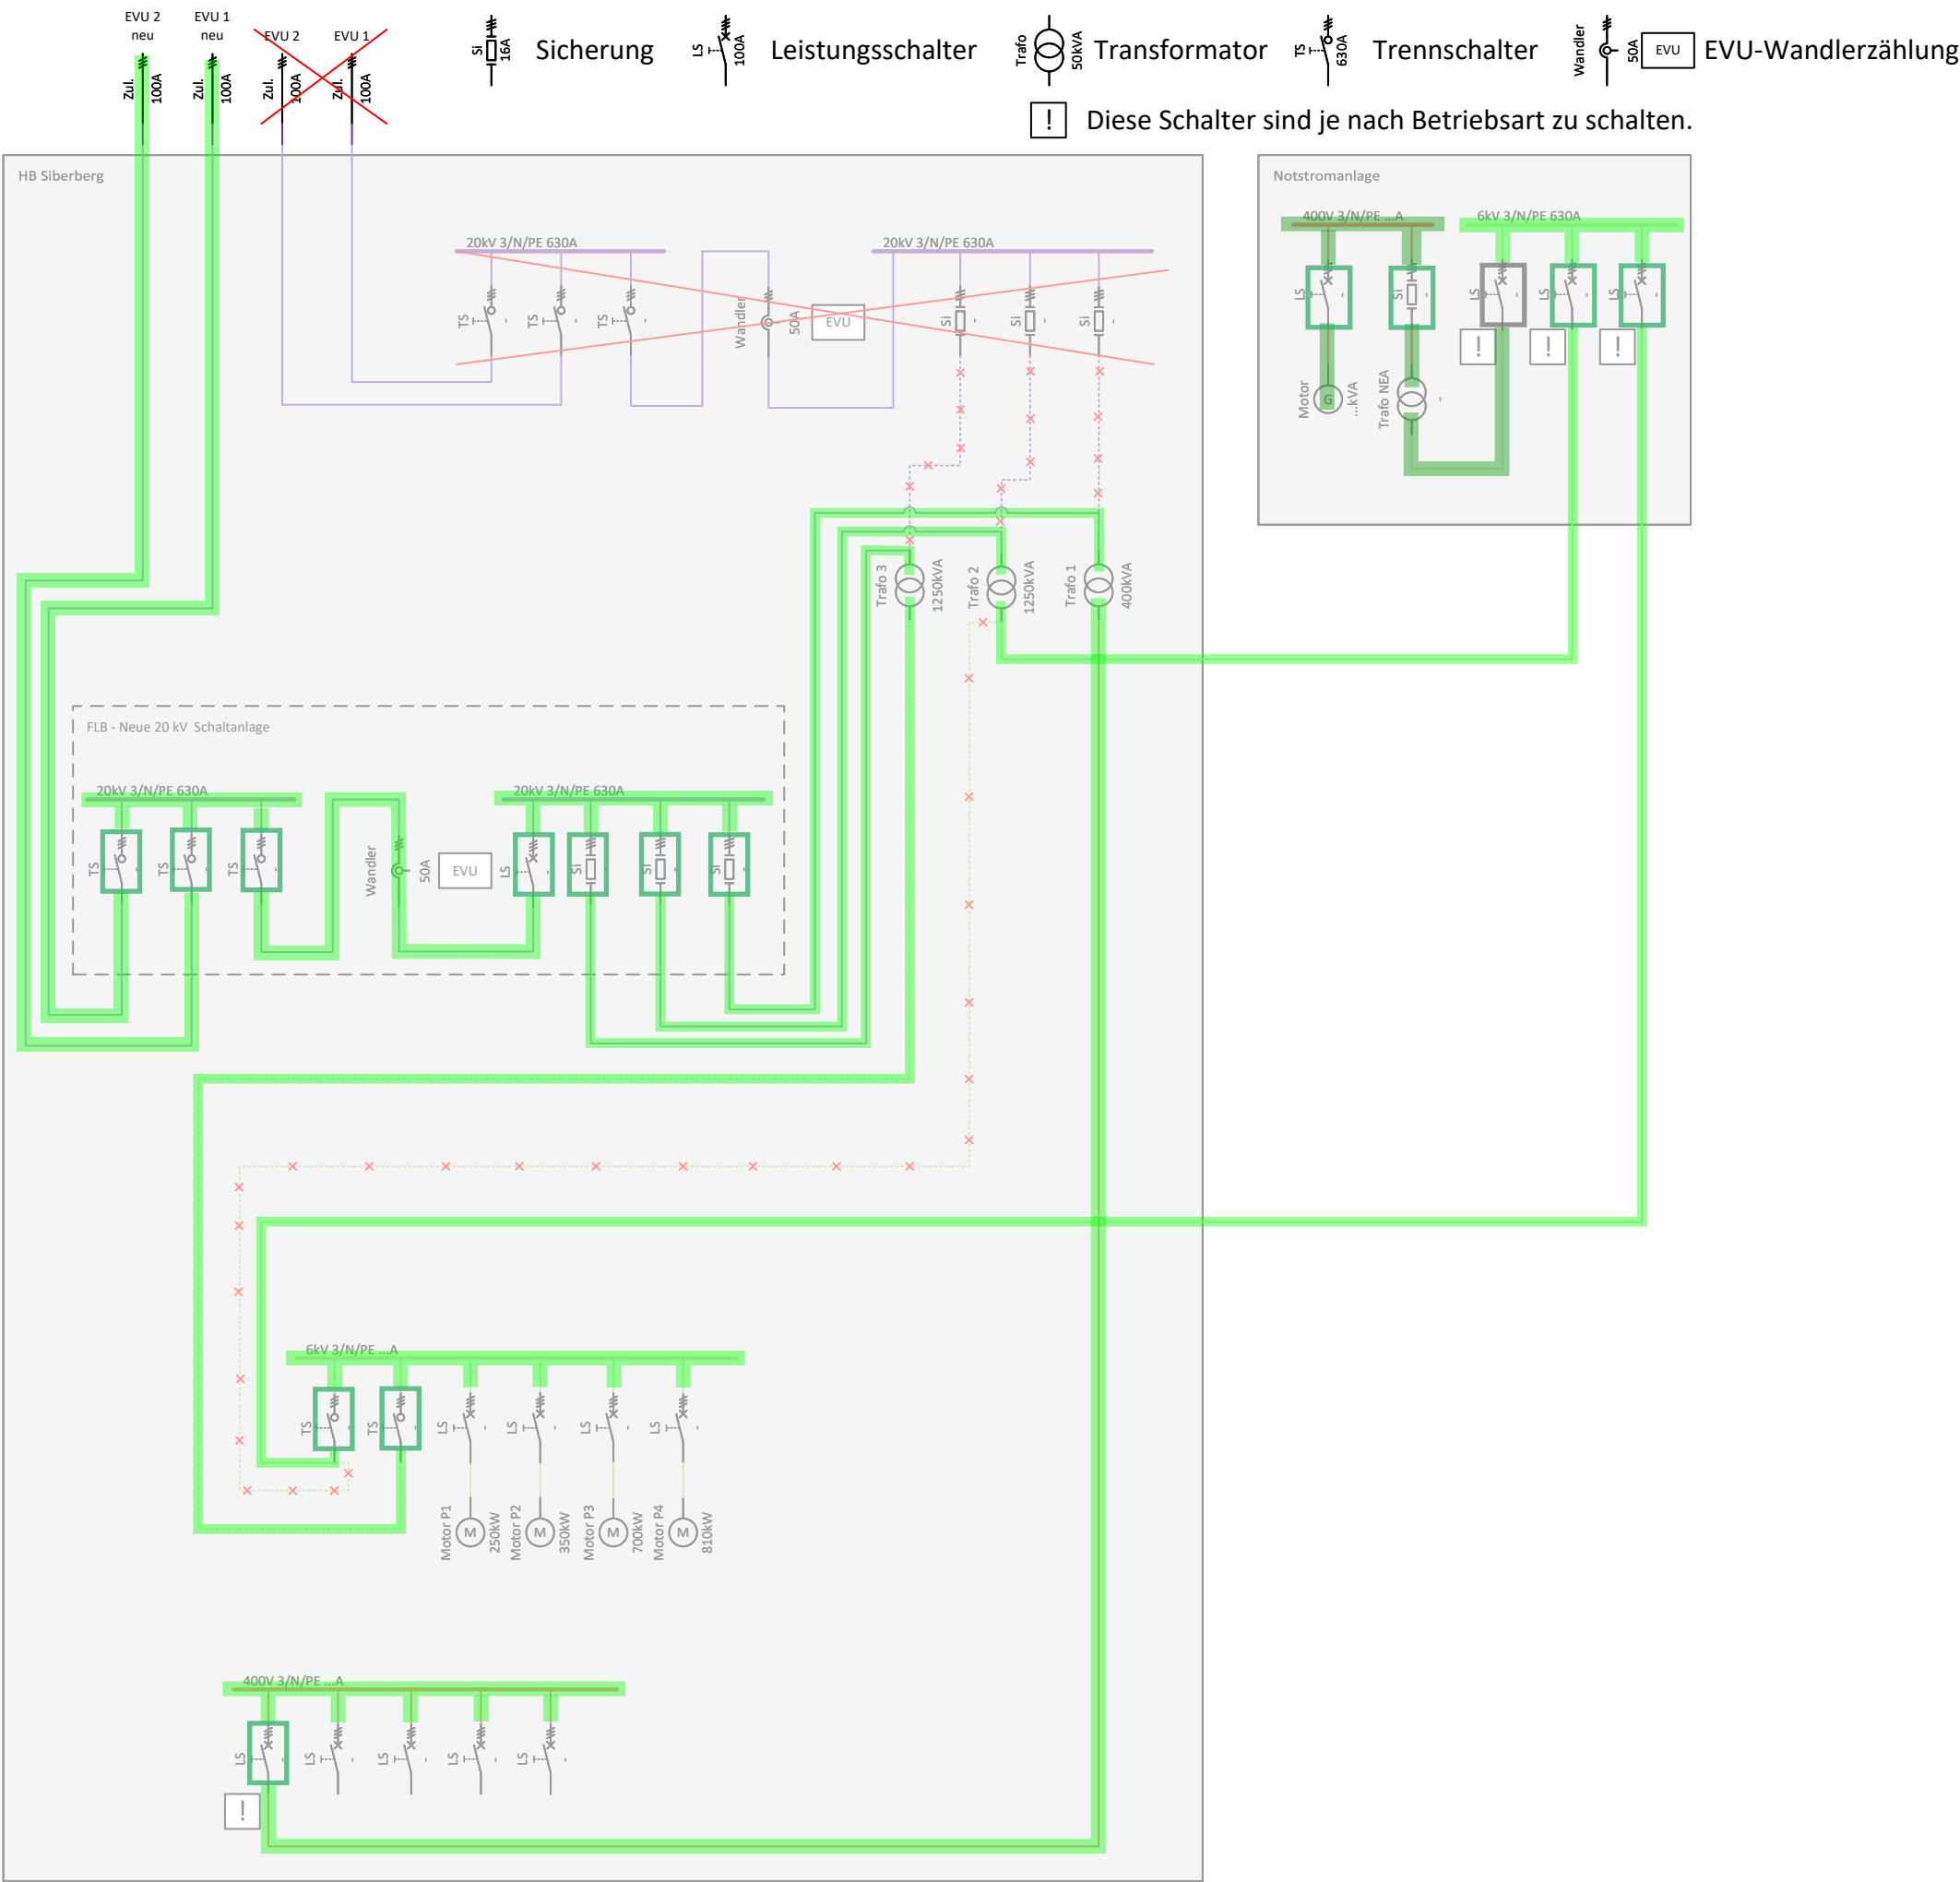 EVU 2
neu
EVU 1
neu
EVU 2
EVU 1
Zul.
100A
Zul.
100A
Zul.
100A
Zul.
100A
Si
16A
Sicherung
LS
100A
Leistungsschalter
Trafo
50kVA
Transformator
TS
630A
Trennschalter
Wandler
50A
EVU
EVU-Wandlerzählung
! Diese Schalter sind je nach Betriebsart zu schalten.
HB Siberberg
20kV 3/N/PE 630A
20kV 3/N/PE 630A
TS
-
TS
-
TS
-
Wandler
50A
EVU
Si
-
Si
-
Si
-
Notstromanlage
400V 3/N/PE ...A
6kV 3/N/PE 630A
LS
-
Si
-
LS
-
LS
-
LS
-
!
!
!
Motor
G
...kVA
Trafo NEA
-
Trafo 3
1250kVA
Trafo 2
1250kVA
Trafo 1
400kVA
FLB - Neue 20 kV Schaltanlage
20kV 3/N/PE 630A
20kV 3/N/PE 630A
TS
-
TS
-
TS
-
Wandler
50A
EVU
LS
-
Si
-
Si
-
Si
-
6kV 3/N/PE ...A
TS
-
TS
-
LS
-
LS
-
LS
-
LS
-
Motor P1
M
250kW
Motor P2
M
350kW
Motor P3
M
700kW
Motor P4
M
810kW
400V 3/N/PE ...A
LS
-
LS
-
LS
-
LS
-
LS
-
!